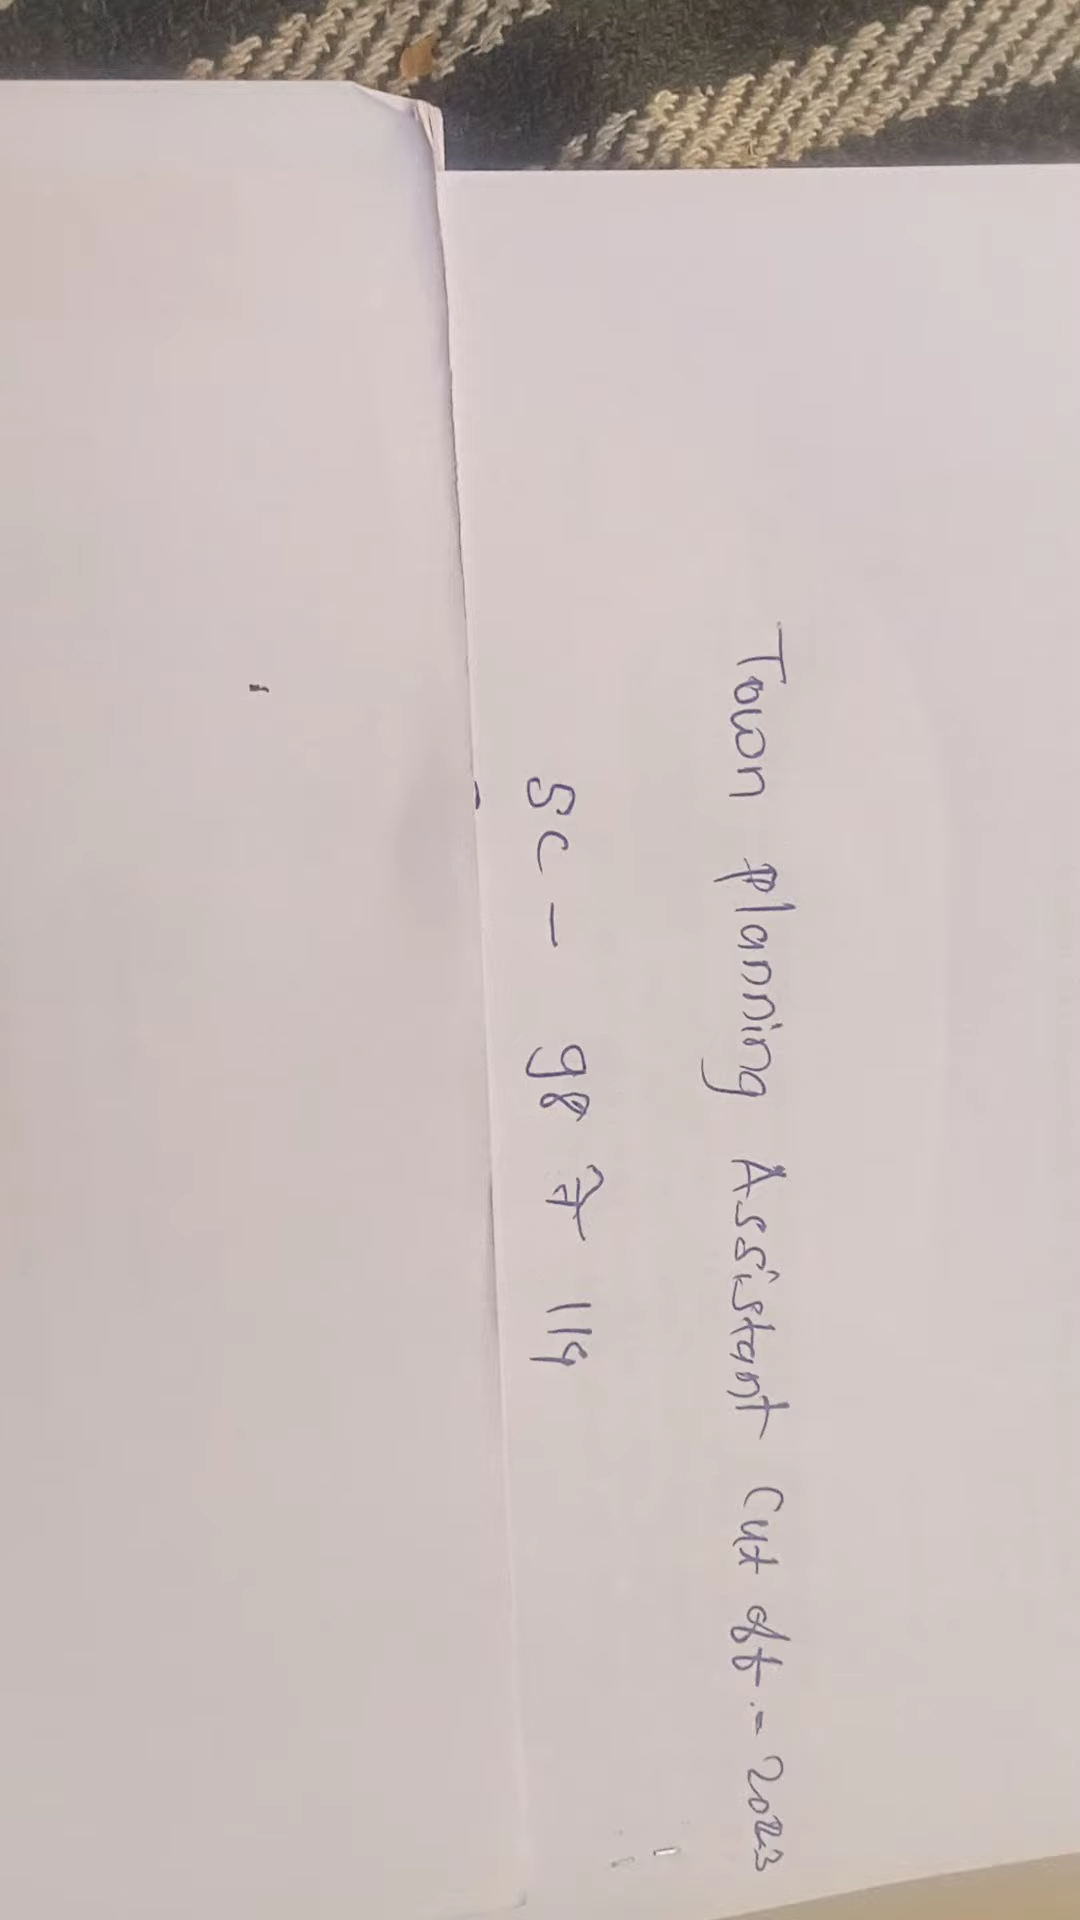 Town planning Assistant Cut off - 2023
SC - 98 ते 119